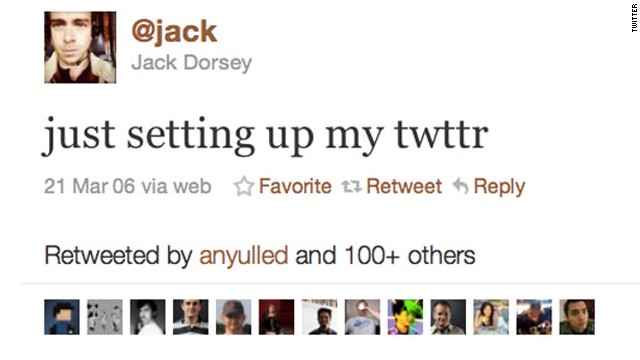 TWITTER
@jack
Jack Dorsey
just setting up my twttr
21 Mar 06 via web Favorite Retweet Reply
Retweeted by anyulled and 100+ others